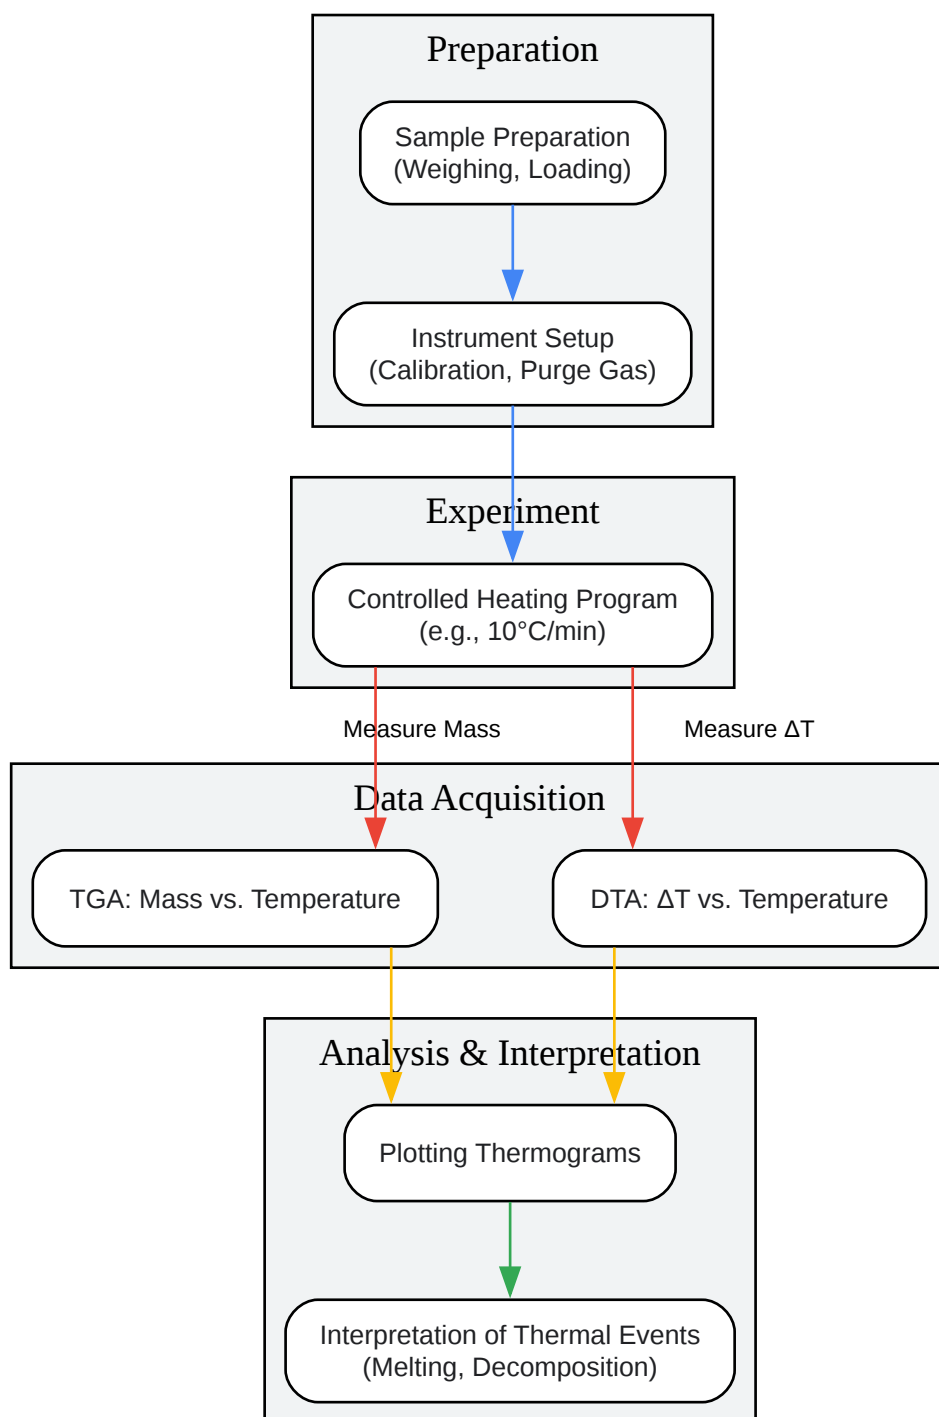 Preparation
Sample Preparation
(Weighing, Loading)
Instrument Setup
(Calibration, Purge Gas)
Experiment
Controlled Heating Program
(e.g., 10°C/min)
Measure Mass
Measure ΔT
Data Acquisition
TGA: Mass vs. Temperature
DTA: ΔT vs. Temperature
Analysis & Interpretation
Plotting Thermograms
Interpretation of Thermal Events
(Melting, Decomposition)